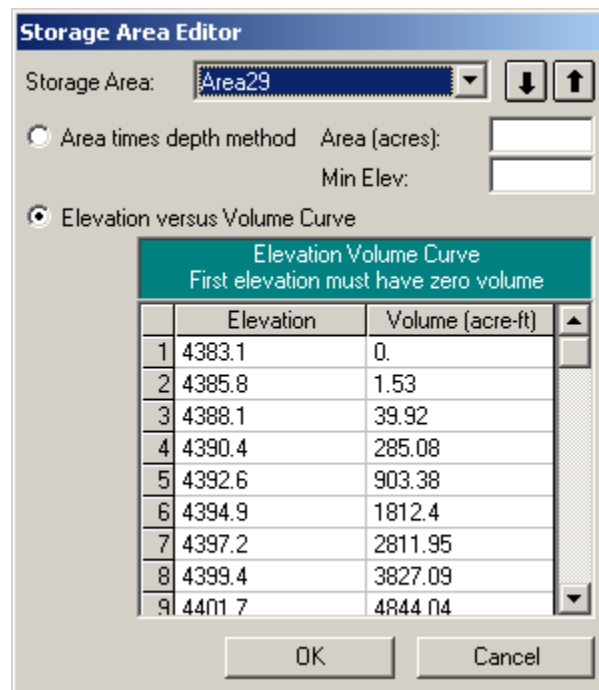 Storage Area Editor
Storage Area: Area29
Area times depth method Area (acres):
Min Elev:
Elevation versus Volume Curve
Elevation Volume Curve
First elevation must have zero volume
Elevation Volume (acre-ft)
1 4383.1 0.
2 4385.8 1.53
3 4388.1 39.92
4 4390.4 285.08
5 4392.6 903.38
6 4394.9 1812.4
7 4397.2 2811.95
8 4399.4 3827.09
9 4401.7 4844.04
OK Cancel